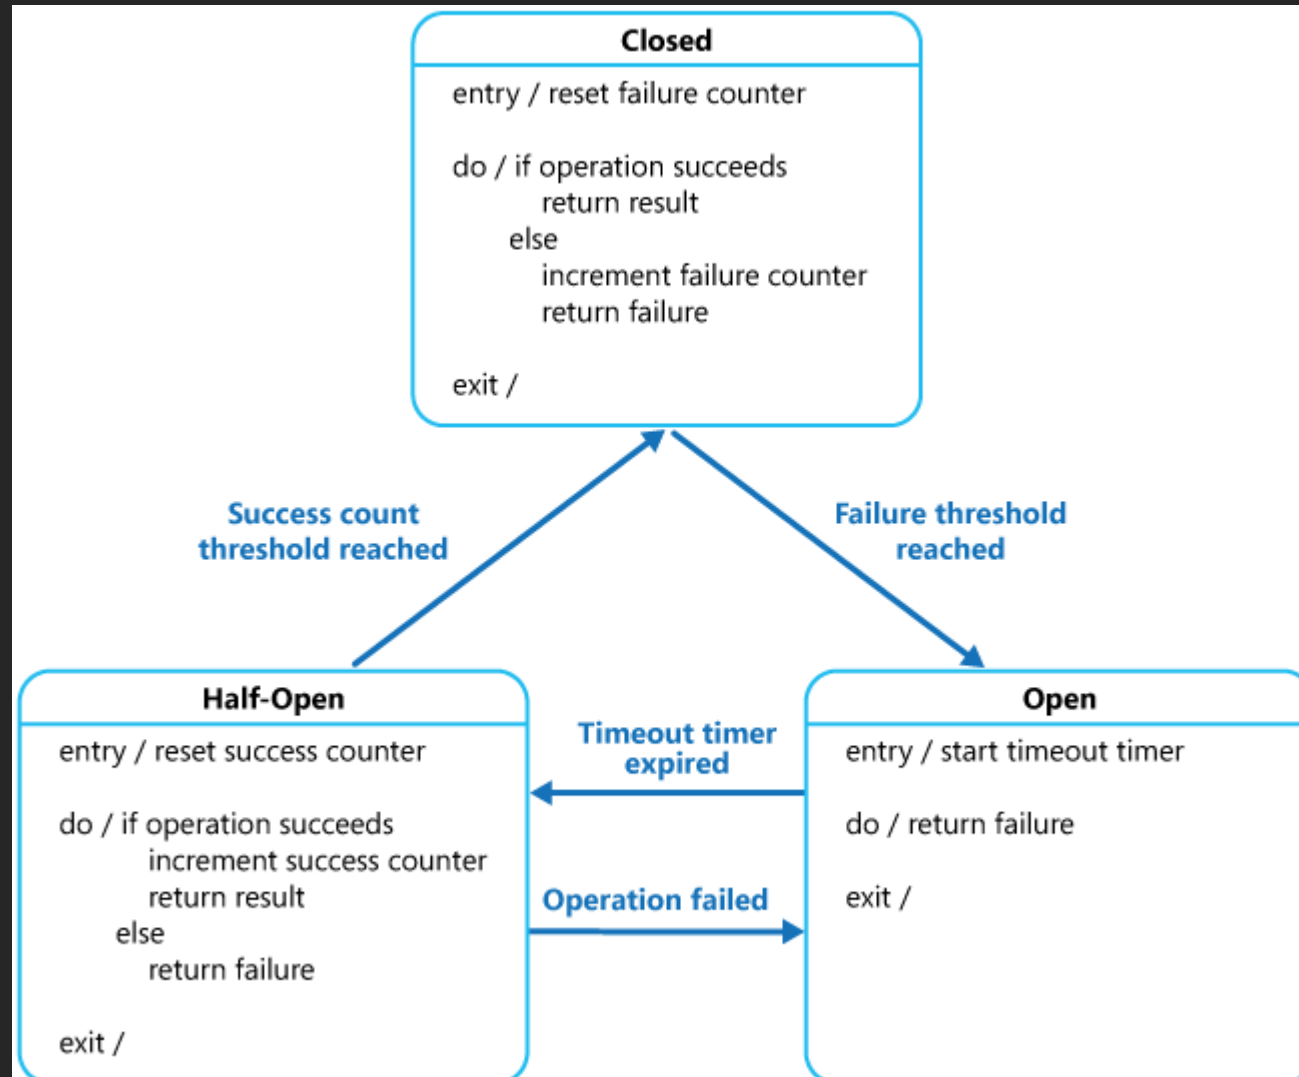 Closed
entry / reset failure counter
do / if operation succeeds
return result
else
increment failure counter
return failure
exit /
Success count
threshold reached
Failure threshold
reached
Half-Open
entry / reset success counter
do / if operation succeeds
increment success counter
return result
else
return failure
exit /
Timeout timer
expired
Operation failed
Open
entry / start timeout timer
do / return failure
exit /